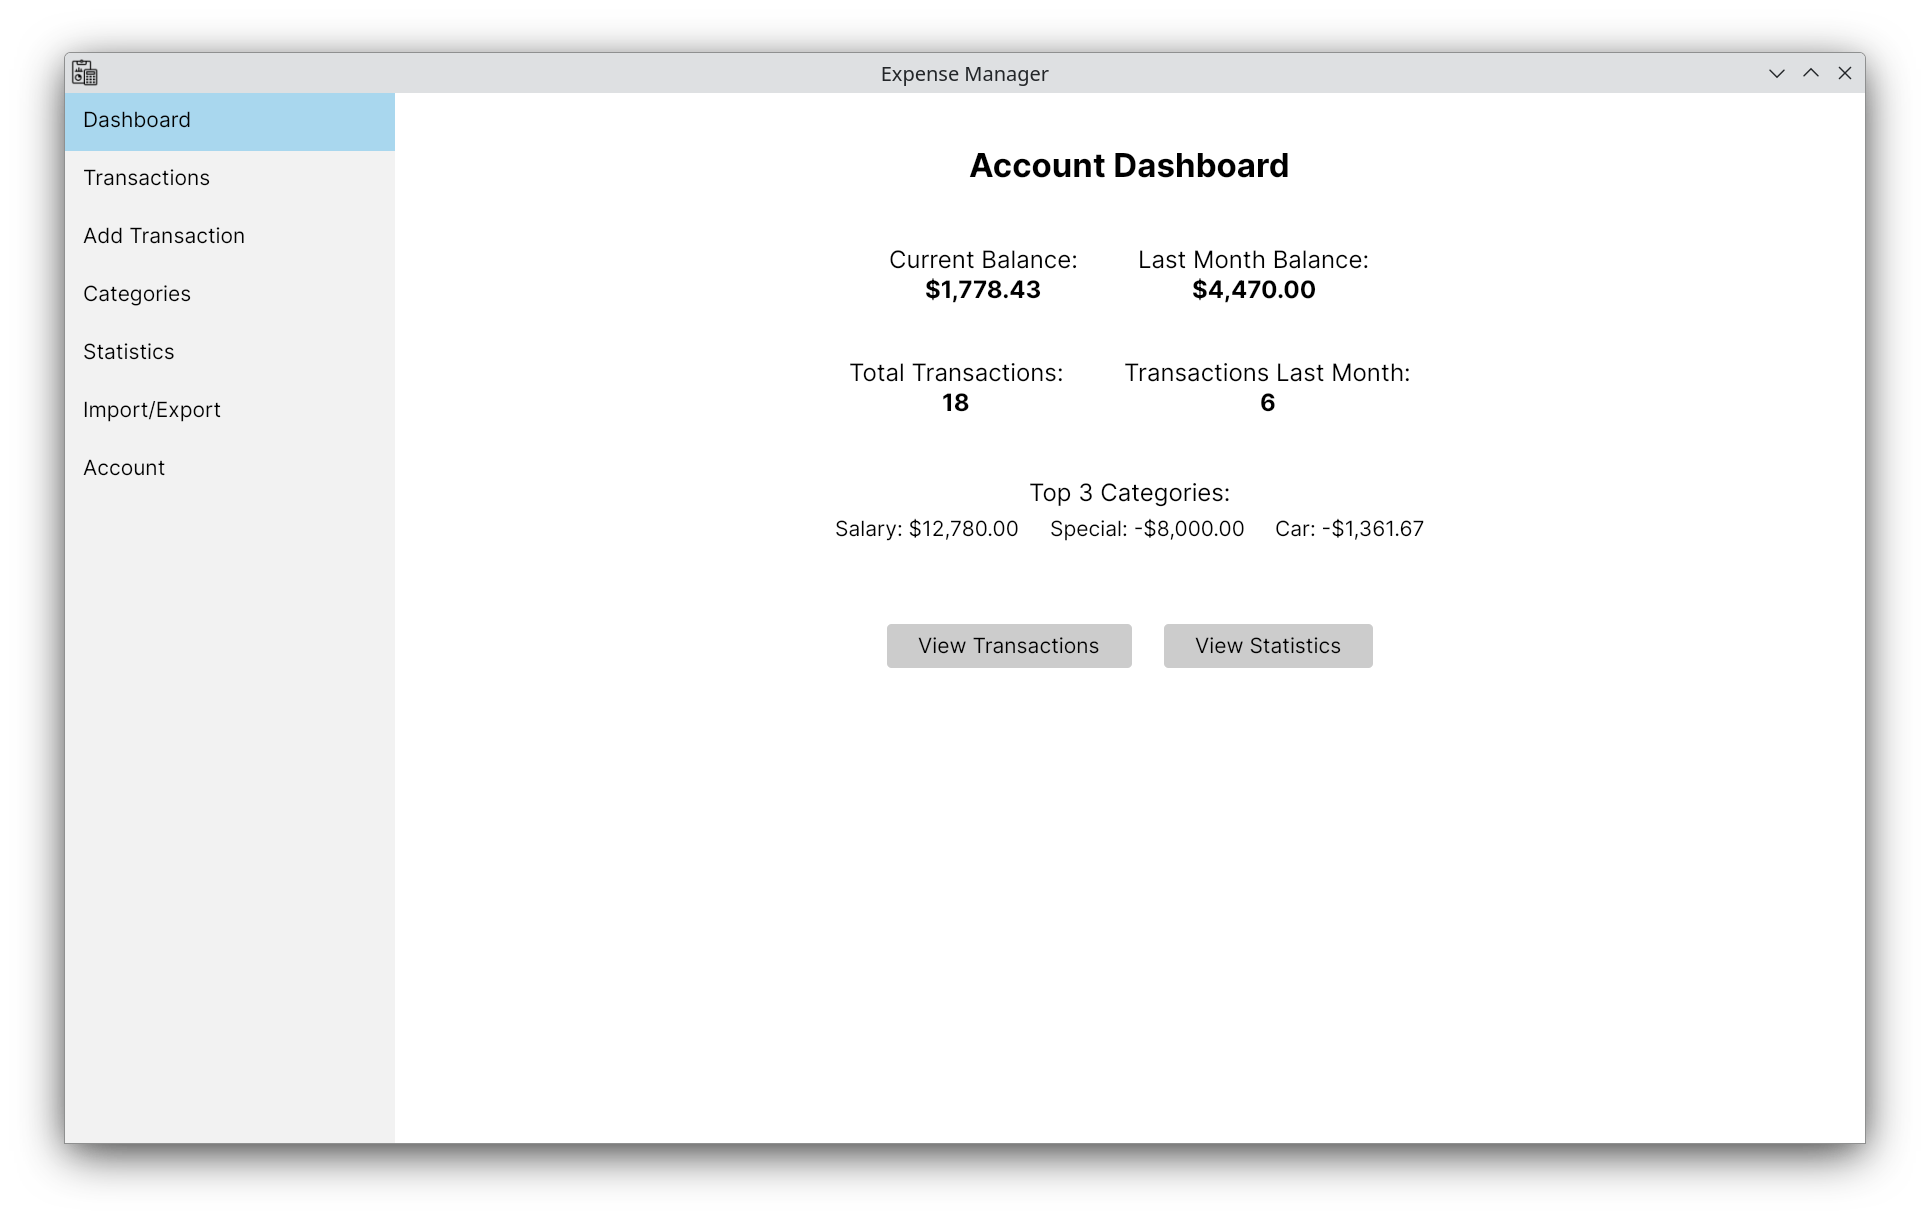 Expense Manager
Dashboard
Transactions
Add Transaction
Categories
Statistics
Import/Export
Account
Account Dashboard
Current Balance:
$1,778.43
Last Month Balance:
$4,470.00
Total Transactions:
18
Transactions Last Month:
6
Top 3 Categories:
Salary: $12,780.00 Special: -$8,000.00 Car: -$1,361.67
View Transactions
View Statistics